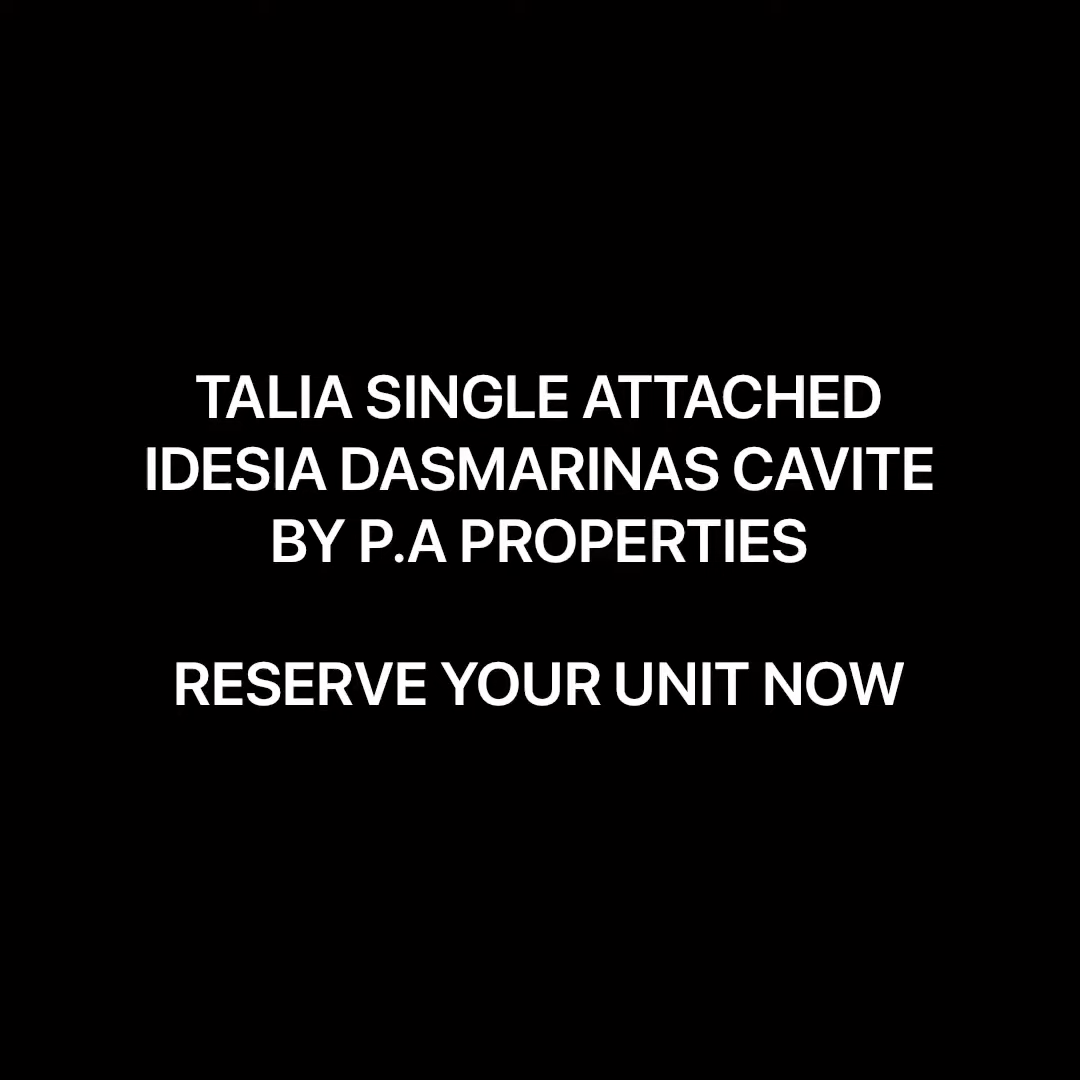 TALIA SINGLE ATTACHED
IDESIA DASMARINAS CAVITE
BY P.A PROPERTIES
RESERVE YOUR UNIT NOW